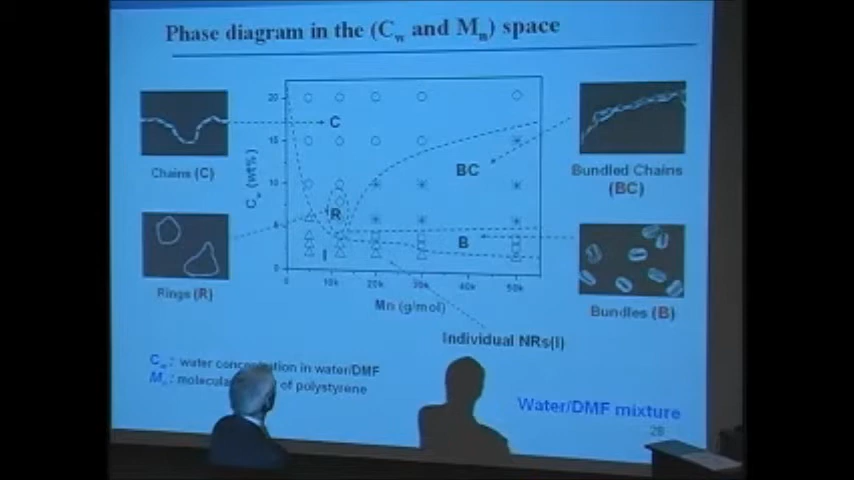 Phase diagram in the (Cw and Mn) space
20
15
10
5
0
Cw (wt%)
C
BC
R
B
I
0
10k
20k
30k
40k
50k
Mn (g/mol)
Chains (C)
Rings (R)
Bundled Chains
(BC)
Bundles (B)
Individual NRs(I)
Cw: water concentration in water/DMF
of polystyrene
Water/DMF mixture
28